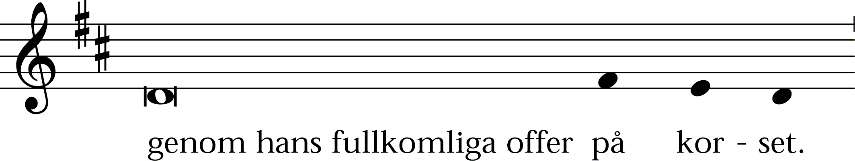 genom hans fullkomliga offer på kor - set.